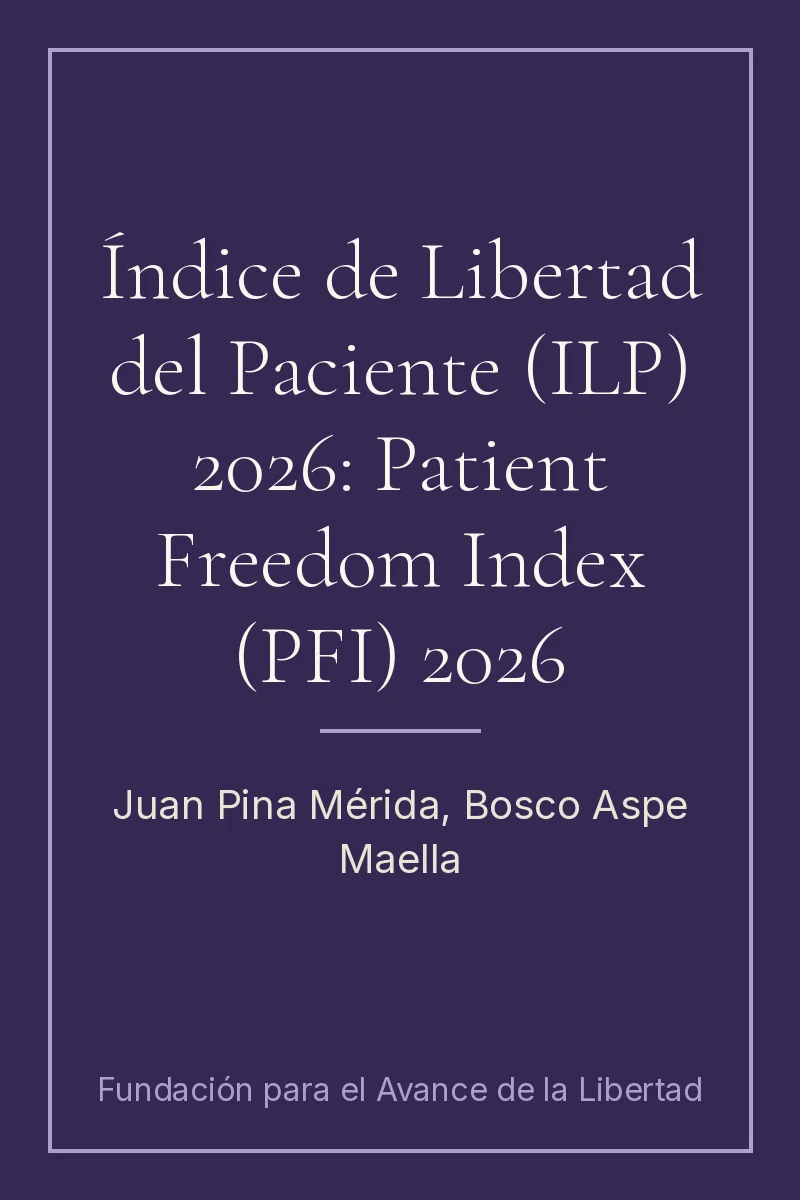 Índice de Libertad
del Paciente (ILP)
2026: Patient
Freedom Index
(PFI) 2026
Juan Pina Mérida, Bosco Aspe
Maella
Fundación para el Avance de la Libertad